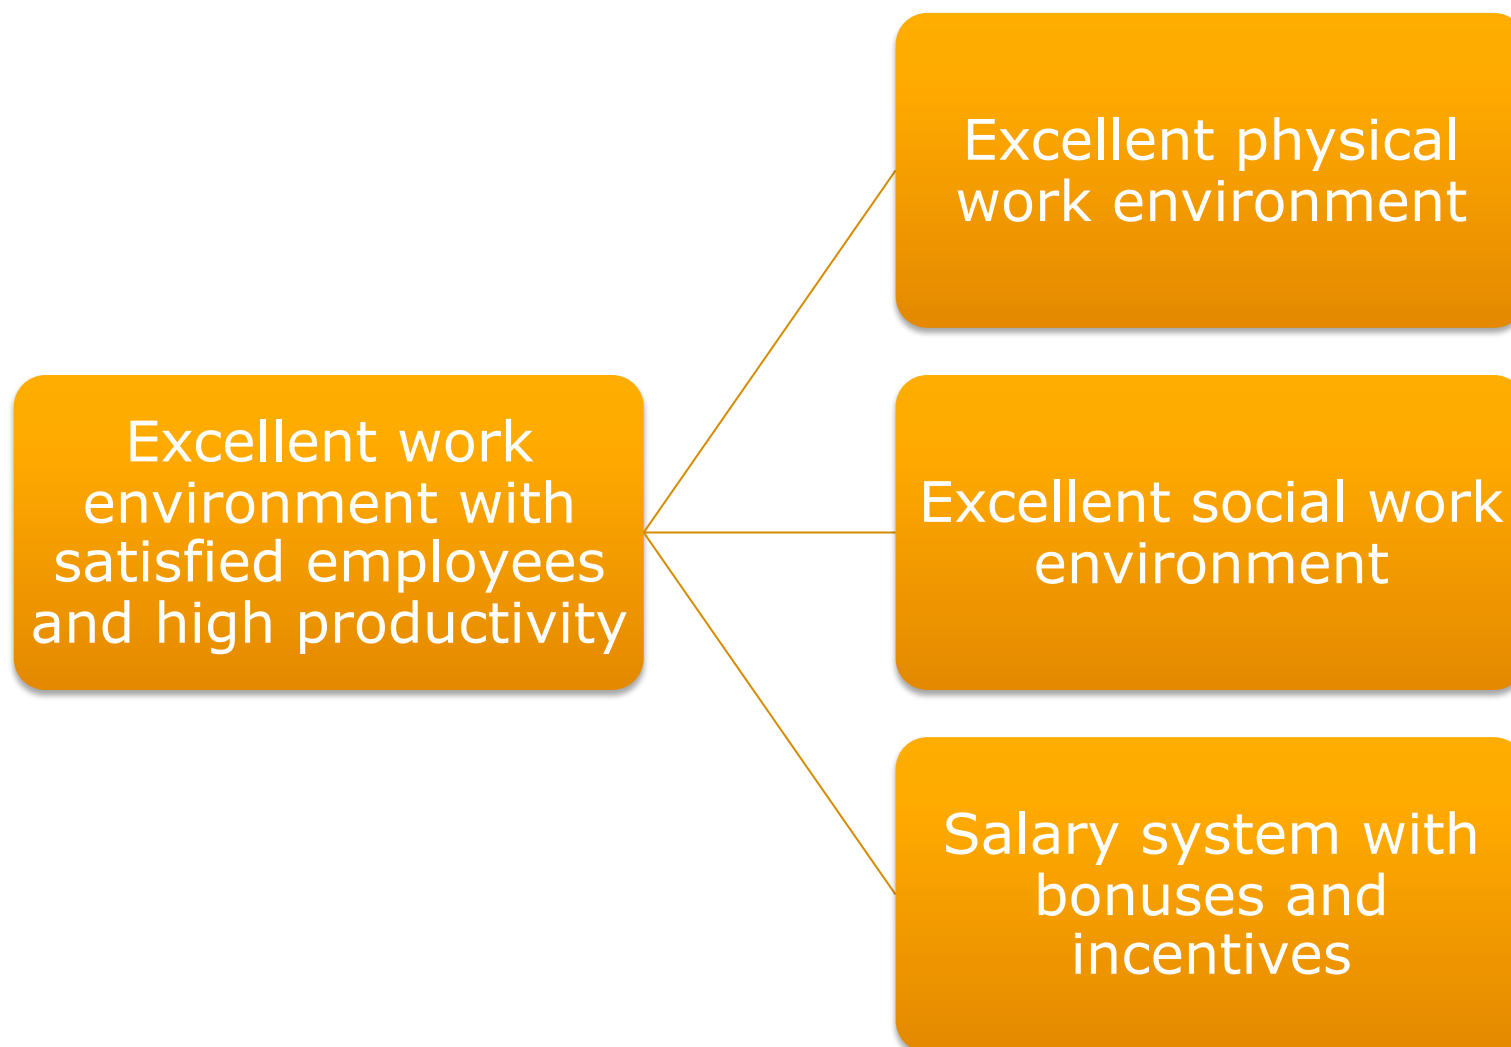 Excellent work
environment with
satisfied employees
and high productivity
Excellent physical
work environment
Excellent social work
environment
Salary system with
bonuses and
incentives